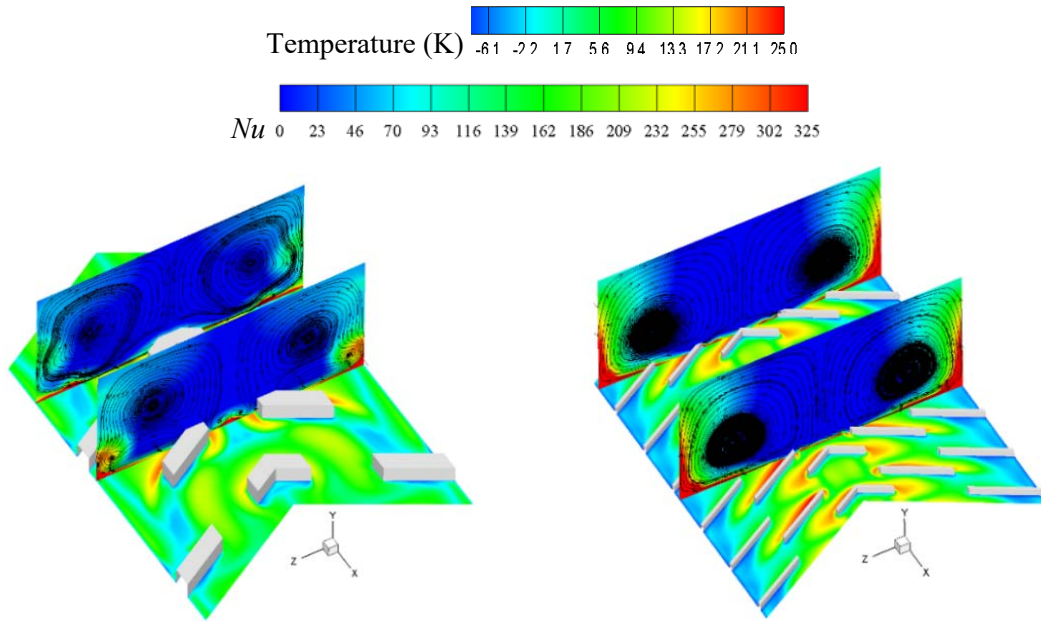 Temperature (K)
-6.1 -2.2 1.7 5.6 9.4 13.3 17.2 21.1 25.0
Nu 0 23 46 70 93 116 139 162 186 209 232 255 279 302 325
Y
Z
X
Y
Z
X